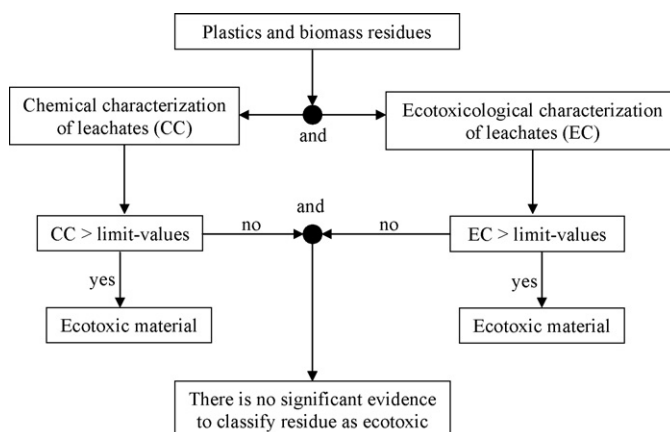 Plastics and biomass residues
Chemical characterization
of leachates (CC)
and
Ecotoxicological characterization
of leachates (EC)
and
CC > limit-values
no
no
EC > limit-values
yes
yes
Ecotoxic material
Ecotoxic material
There is no significant evidence
to classify residue as ecotoxic